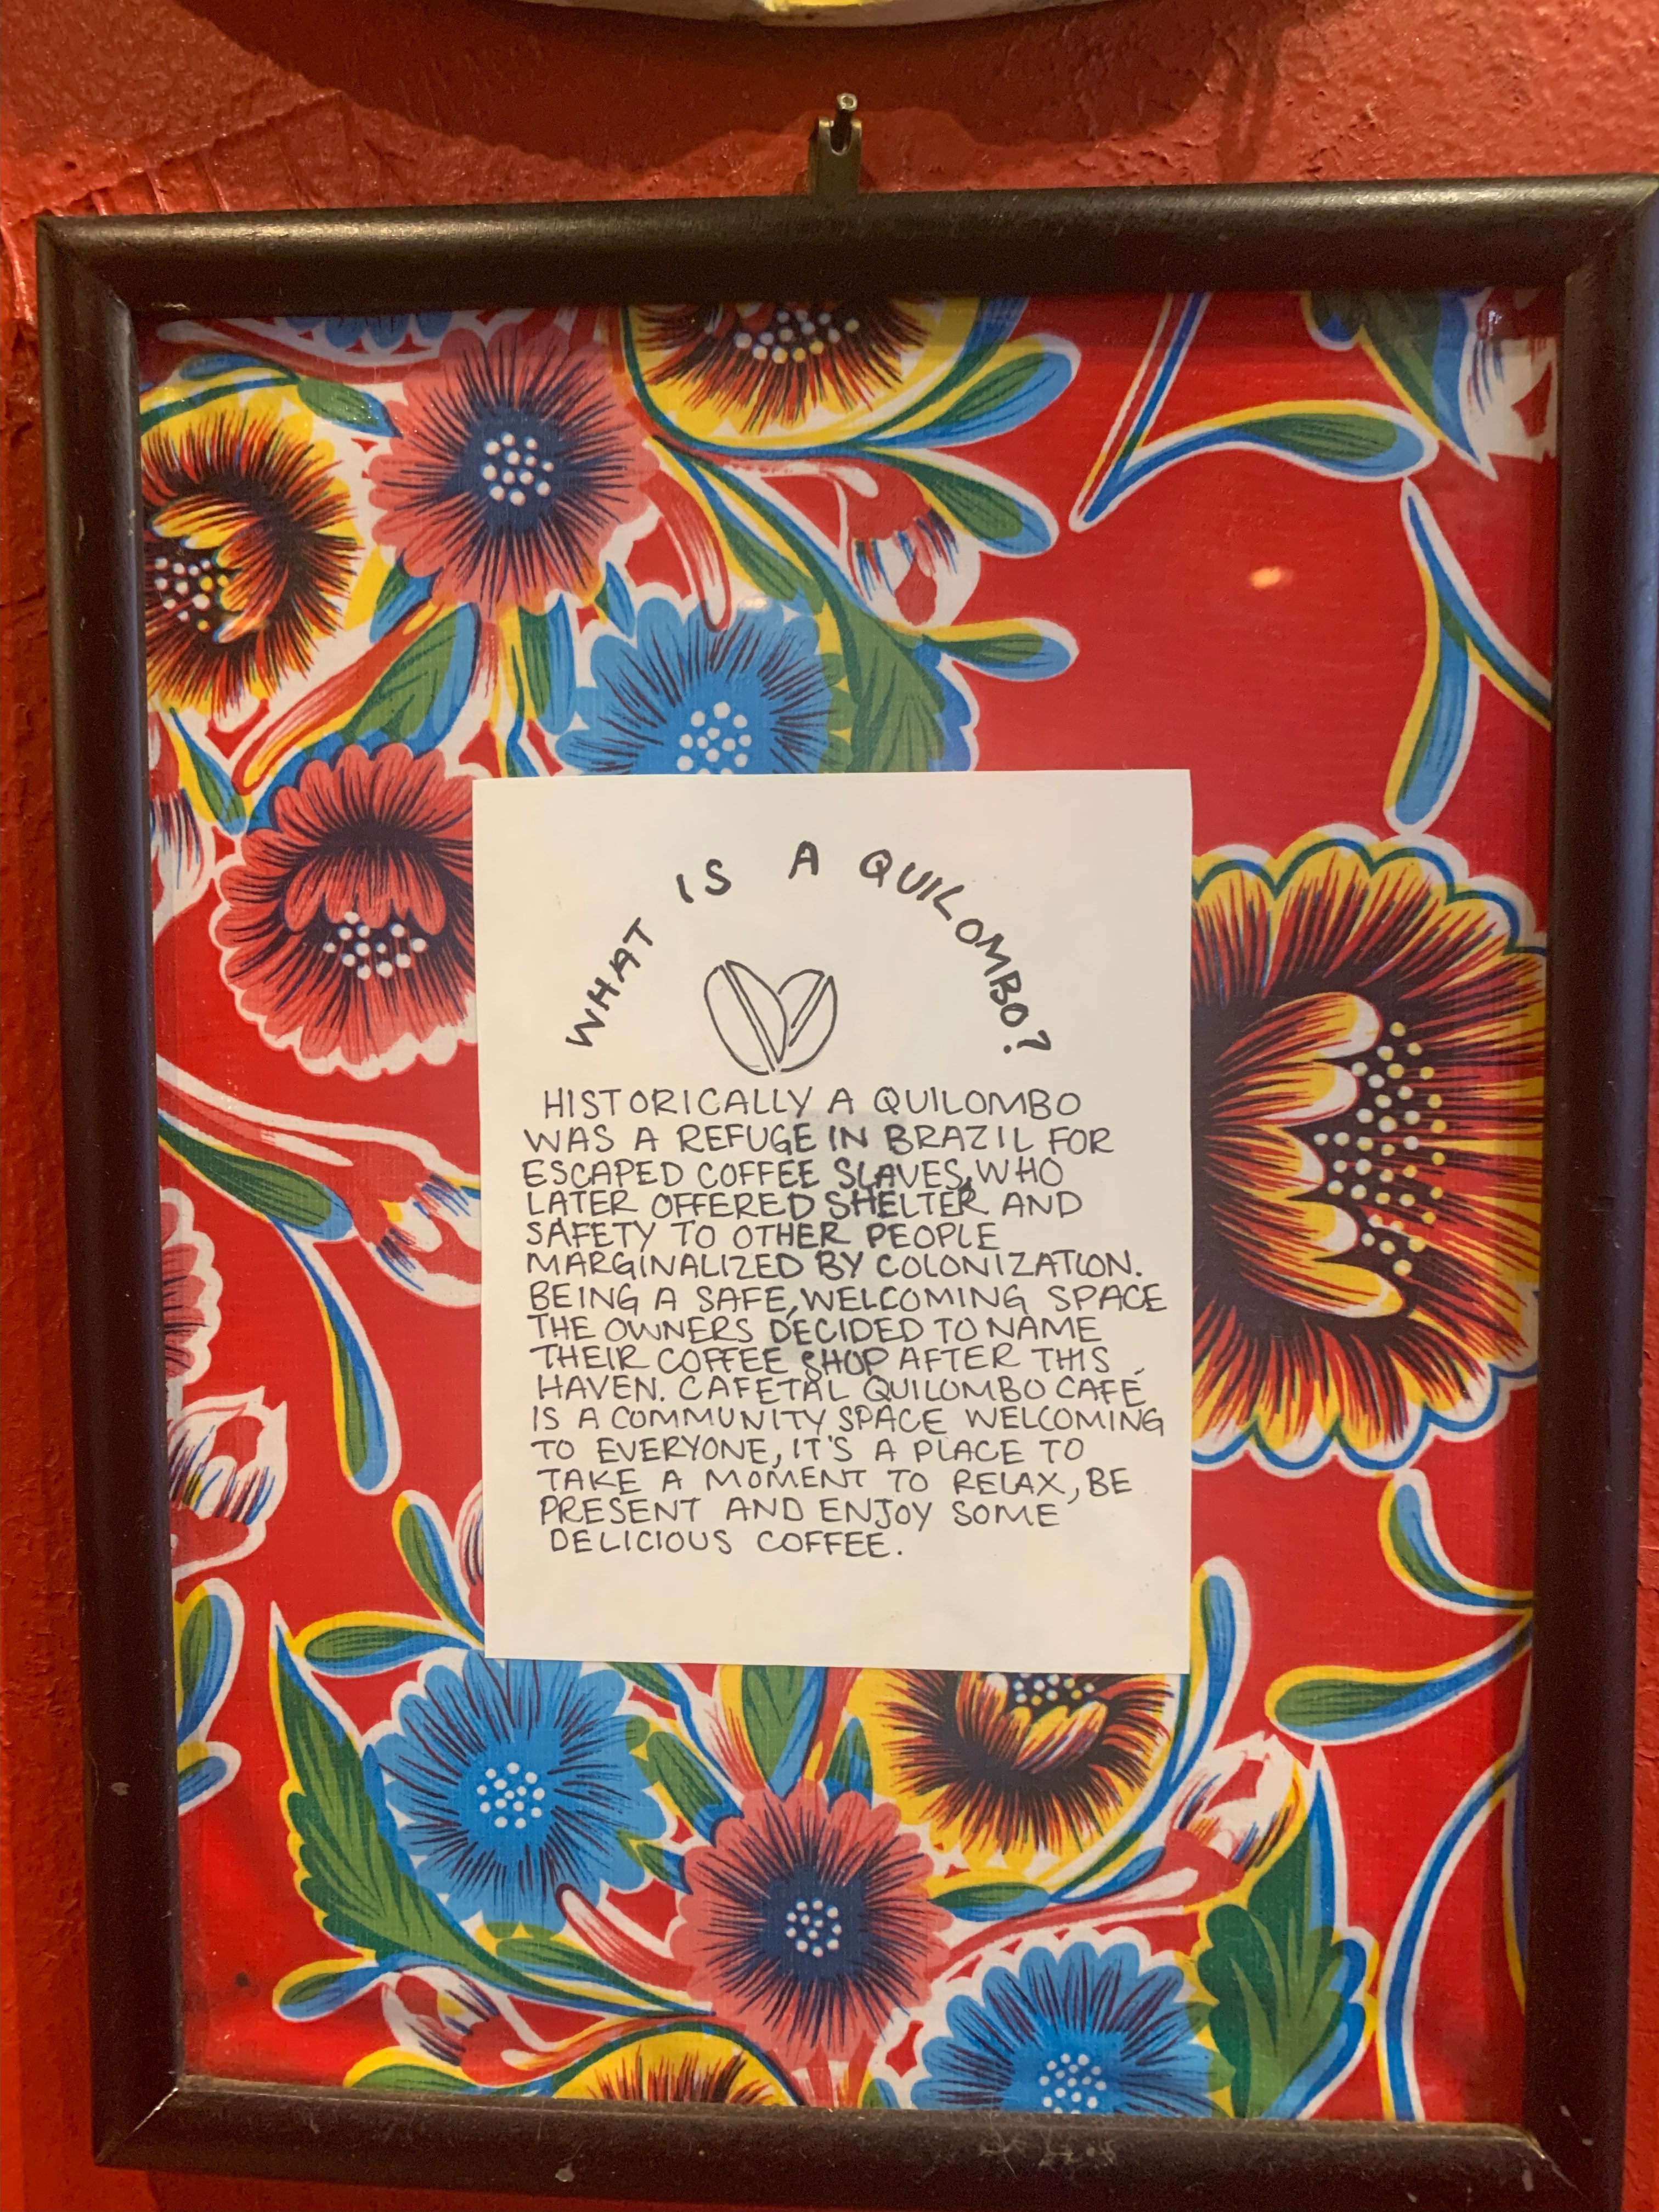 WHAT IS A QUILOMBO?
HISTORICALLY A QUILOMBO
WAS A REFUGE IN BRAZIL FOR
ESCAPED COFFEE SLAVES, WHO
LATER OFFERED SHELTER AND
SAFETY TO OTHER PEOPLE
MARGINALIZED BY COLONIZATION.
BEING A SAFE, WELCOMING SPACE
THE OWNERS DECIDED TO NAME
THEIR COFFEE SHOP AFTER THIS
HAVEN. CAFETAL QUILOMBO CAFÉ
IS A COMMUNITY SPACE WELCOMING
TO EVERYONE, IT'S A PLACE TO
TAKE A MOMENT TO RELAX, BE
PRESENT AND ENJOY SOME
DELICIOUS COFFEE.